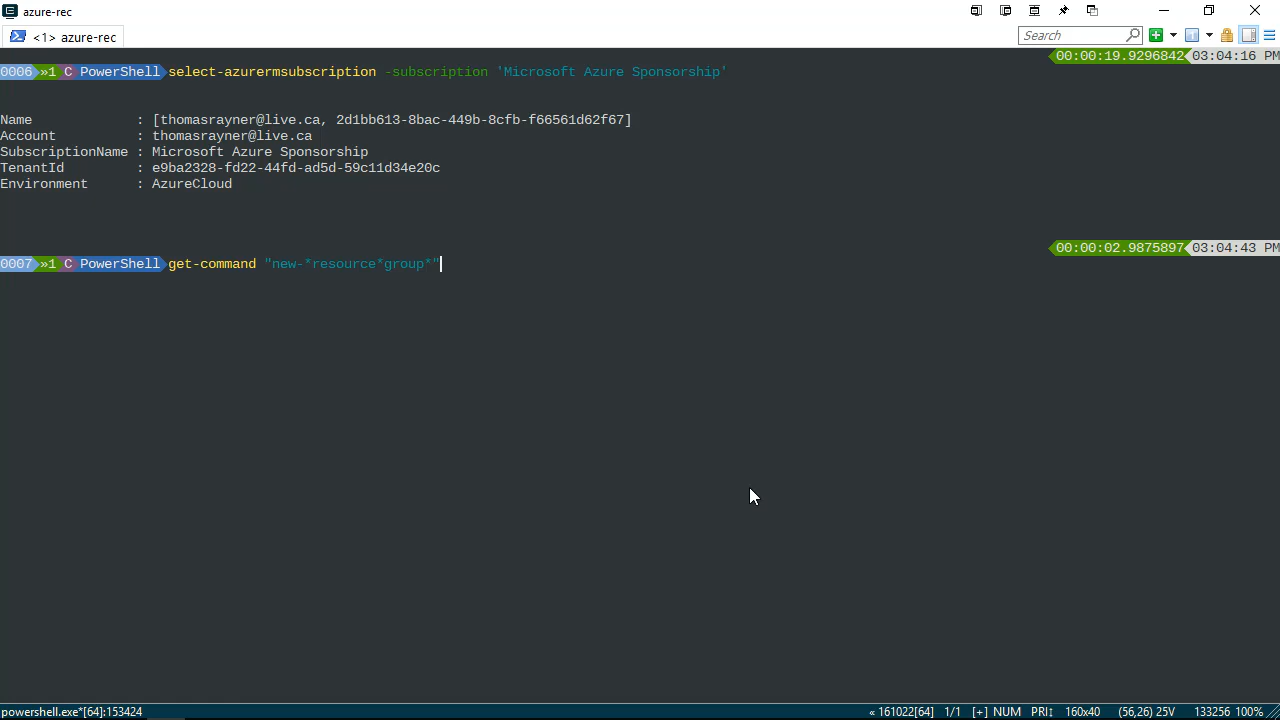 azure-rec
<1> azure-rec
Search
00:00:19.9296842 03:04:16 PM
0006 »1 C PowerShell select-azurermsubscription -subscription 'Microsoft Azure Sponsorship'
Name : [thomasrayner@live.ca, 2d1bb613-8bac-449b-8cfb-f66561d62f67]
Account : thomasrayner@live.ca
SubscriptionName : Microsoft Azure Sponsorship
TenantId : e9ba2328-fd22-44fd-ad5d-59c11d34e20c
Environment : AzureCloud
00:00:02.9875897 03:04:43 PM
0007 »1 C PowerShell get-command "new-*resource*group*"
powershell.exe*[64]:153424 « 161022[64] 1/1 [+] NUM PRI↕ 160x40 (56,26) 25V 133256 100%